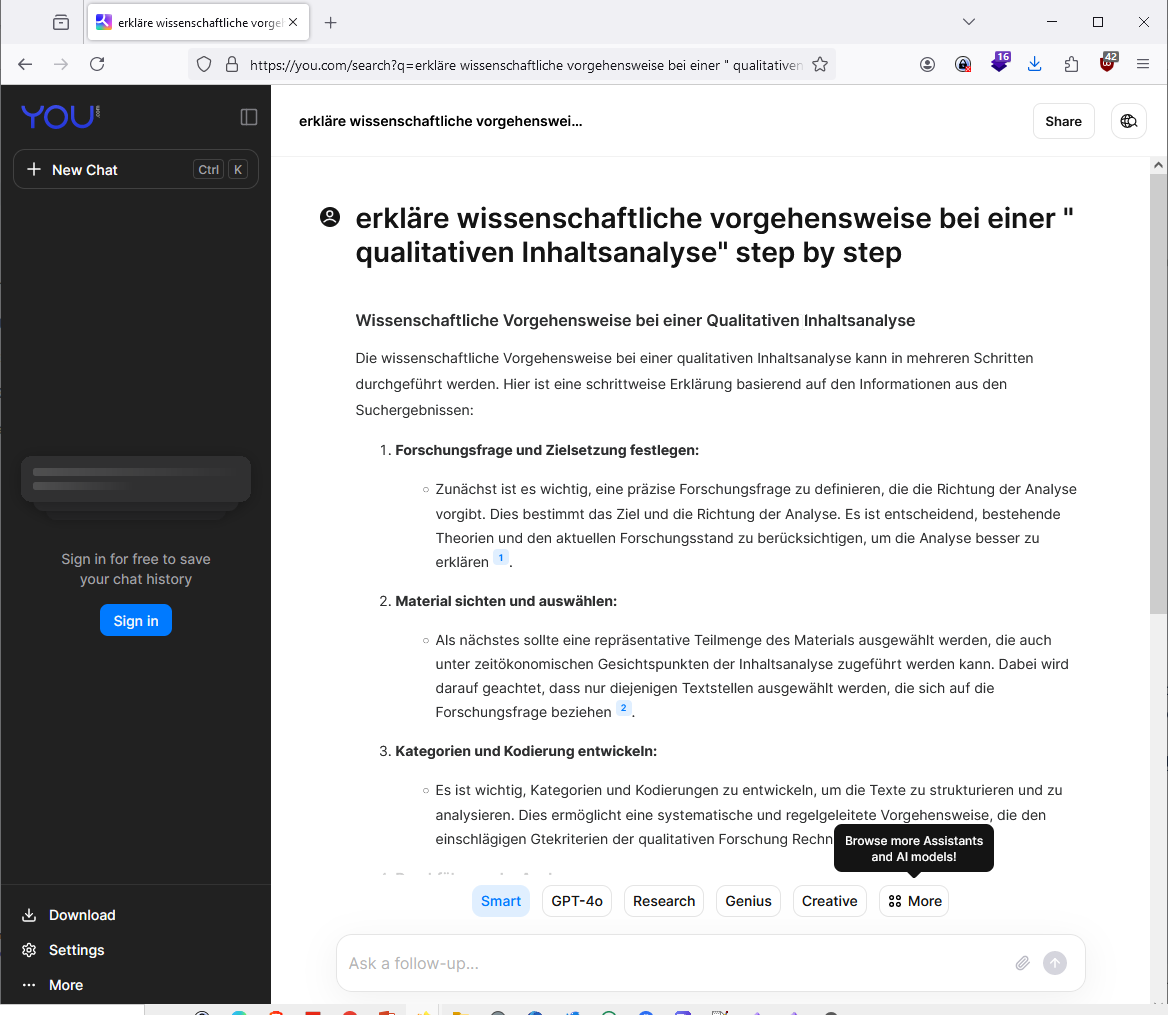 erkläre wissenschaftliche vorge
https://you.com/search?q=erkläre wissenschaftliche vorgehensweise bei einer " qualitativen
16
42
YOU
.com
New Chat
Ctrl K
Sign in for free to save
your chat history
Sign in
Download
Settings
More
erkläre wissenschaftliche vorgehenswei...
Share
erkläre wissenschaftliche vorgehensweise bei einer "
qualitativen Inhaltsanalyse" step by step
Wissenschaftliche Vorgehensweise bei einer Qualitativen Inhaltsanalyse
Die wissenschaftliche Vorgehensweise bei einer qualitativen Inhaltsanalyse kann in mehreren Schritten
durchgeführt werden. Hier ist eine schrittweise Erklärung basierend auf den Informationen aus den
Suchergebnissen:
1. Forschungsfrage und Zielsetzung festlegen:
Zunächst ist es wichtig, eine präzise Forschungsfrage zu definieren, die die Richtung der Analyse
vorgibt. Dies bestimmt das Ziel und die Richtung der Analyse. Es ist entscheidend, bestehende
Theorien und den aktuellen Forschungsstand zu berücksichtigen, um die Analyse besser zu
erklären 1.
2. Material sichten und auswählen:
Als nächstes sollte eine repräsentative Teilmenge des Materials ausgewählt werden, die auch
unter zeitökonomischen Gesichtspunkten der Inhaltsanalyse zugeführt werden kann. Dabei wird
darauf geachtet, dass nur diejenigen Textstellen ausgewählt werden, die sich auf die
Forschungsfrage beziehen 2.
3. Kategorien und Kodierung entwickeln:
Es ist wichtig, Kategorien und Kodierungen zu entwickeln, um die Texte zu strukturieren und zu
analysieren. Dies ermöglicht eine systematische und regelgeleitete Vorgehensweise, die den
einschlägigen Gtekriterien der qualitativen Forschung Rechn
Browse more Assistants
and AI models!
Smart GPT-4o Research Genius Creative More
Ask a follow-up...